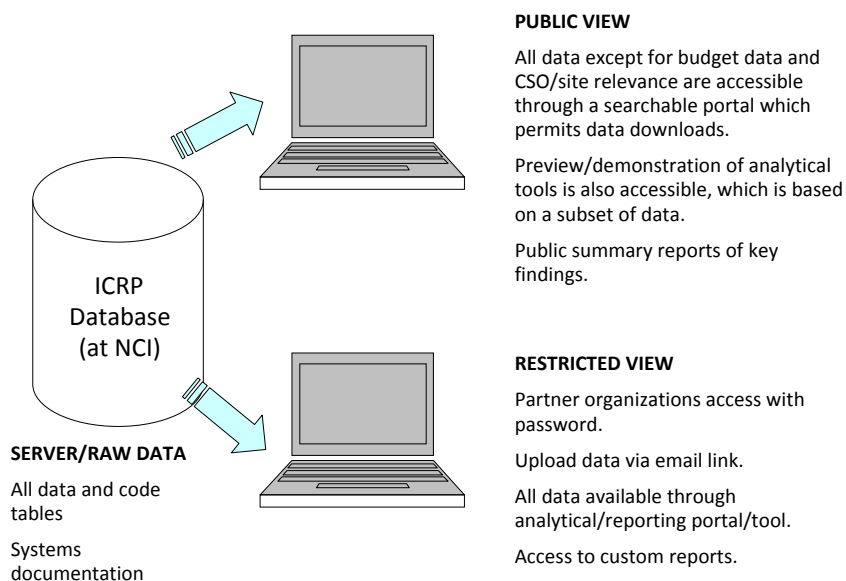 PUBLIC VIEW
All data except for budget data and
CSO/site relevance are accessible
through a searchable portal which
permits data downloads.
Preview/demonstration of analytical
tools is also accessible, which is based
on a subset of data.
Public summary reports of key
findings.
ICRP
Database
(at NCI)
SERVER/RAW DATA
All data and code
tables
Systems
documentation
RESTRICTED VIEW
Partner organizations access with
password.
Upload data via email link.
All data available through
analytical/reporting portal/tool.
Access to custom reports.